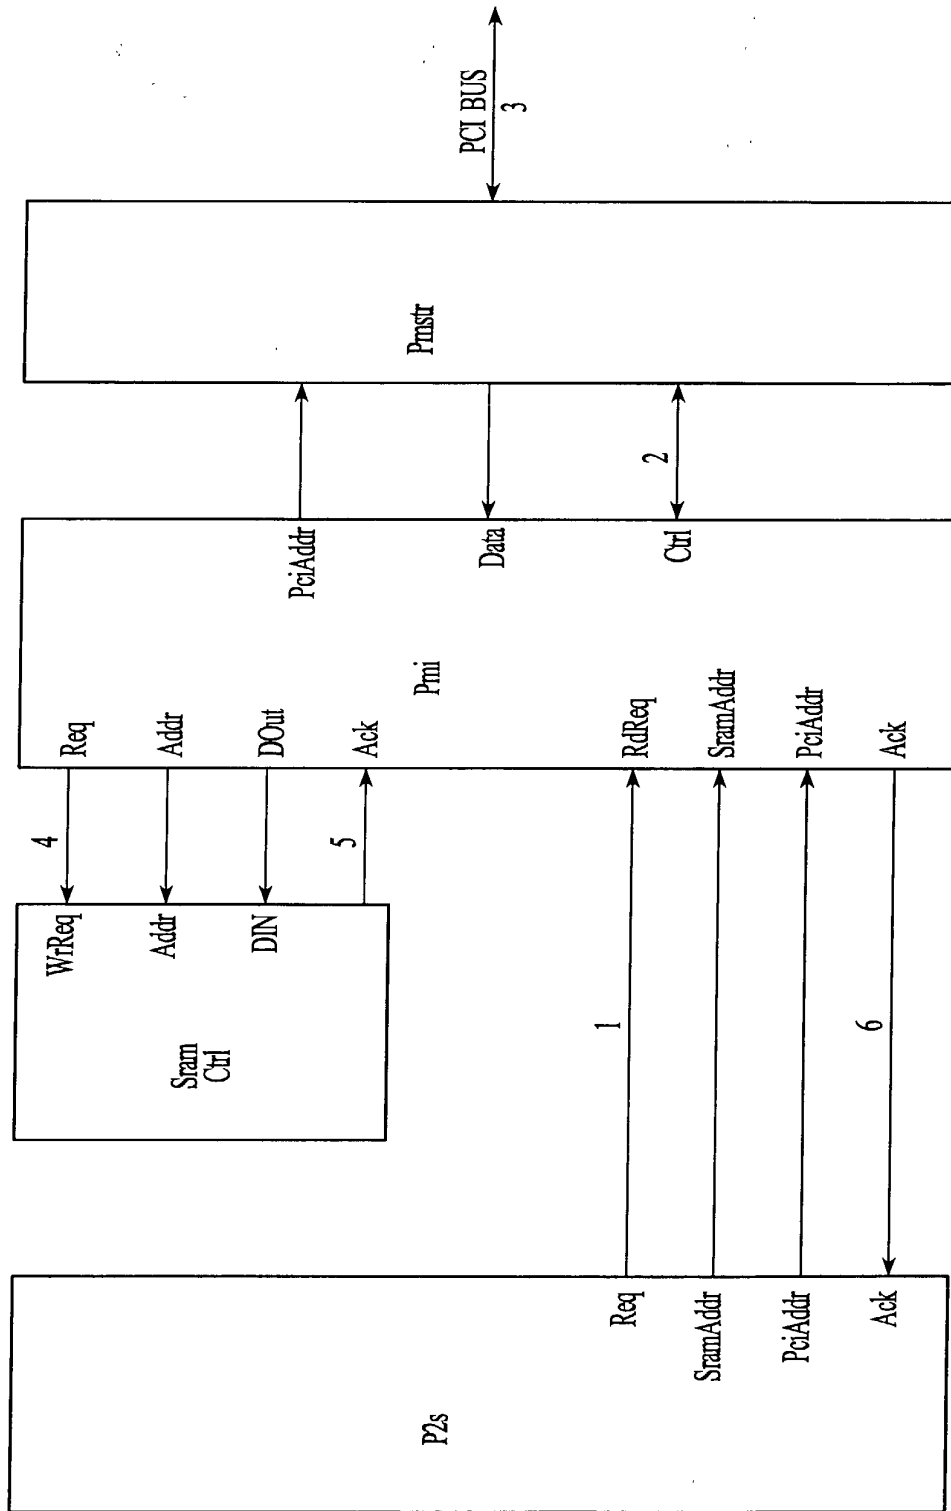 PCI BUS
3
Pmstr
2
PciAddr
Data
Ctrl
Pmi
Req
Addr
DOut
Ack
RdReq
SramAddr
PciAddr
Ack
4
5
WrReq
Addr
DIN
Sram
Ctrl
1
6
Req
SramAddr
PciAddr
Ack
P2s